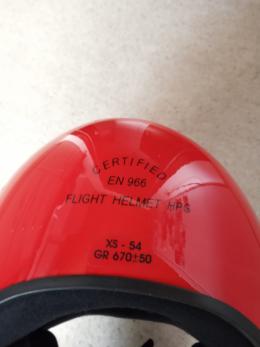 CERTIFIED
EN 966
FLIGHT HELMET HPG
XS - 54
GR 670±50